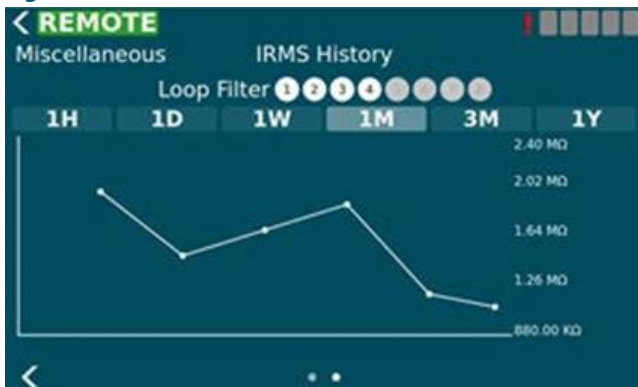 REMOTE !
Miscellaneous IRMS History
Loop Filter 1 2 3 4
1H 1D 1W 1M 3M 1Y
2.40 MΩ
2.02 MΩ
1.64 MΩ
1.26 MΩ
880.00 KΩ